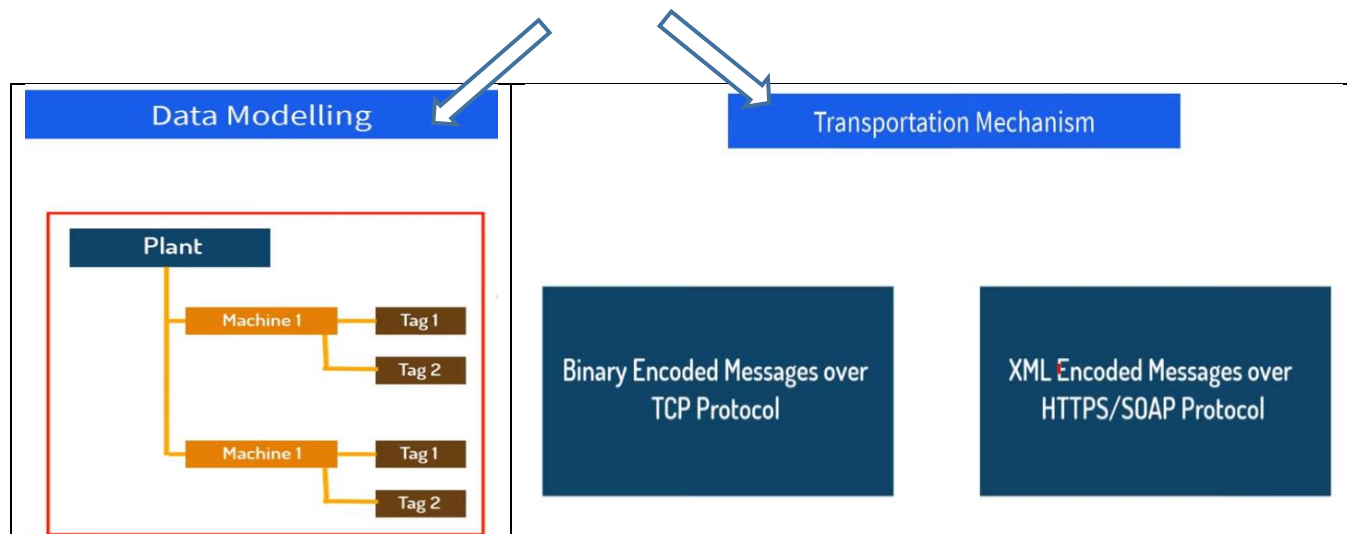 Data Modelling
Plant
Machine 1
Tag 1
Tag 2
Machine 1
Tag 1
Tag 2
Transportation Mechanism
Binary Encoded Messages over
TCP Protocol
XML Encoded Messages over
HTTPS/SOAP Protocol